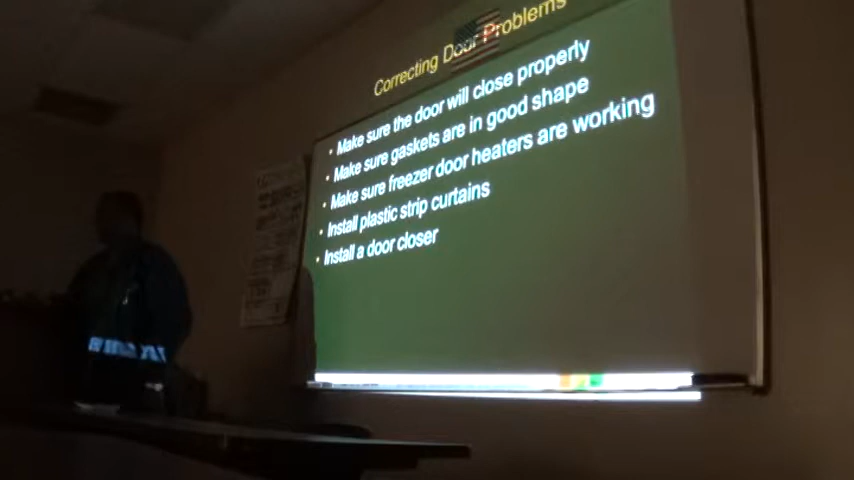 Correcting Door Problems
• Make sure the door will close properly
• Make sure gaskets are in good shape
• Make sure freezer door heaters are working
• Install plastic strip curtains
• Install a door closer